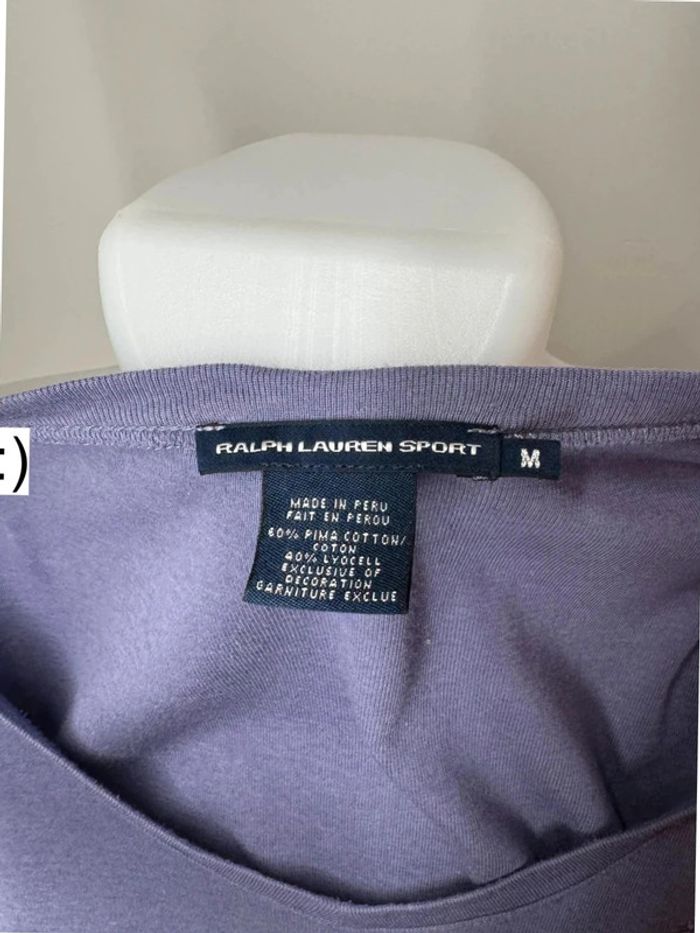 :)
RALPH LAUREN SPORT
M
MADE IN PERU
FAIT EN PEROU
60% PIMA COTTON/
COTON
40% LYOCELL
EXCLUSIVE OF
DECORATION
GARNITURE EXCLUE